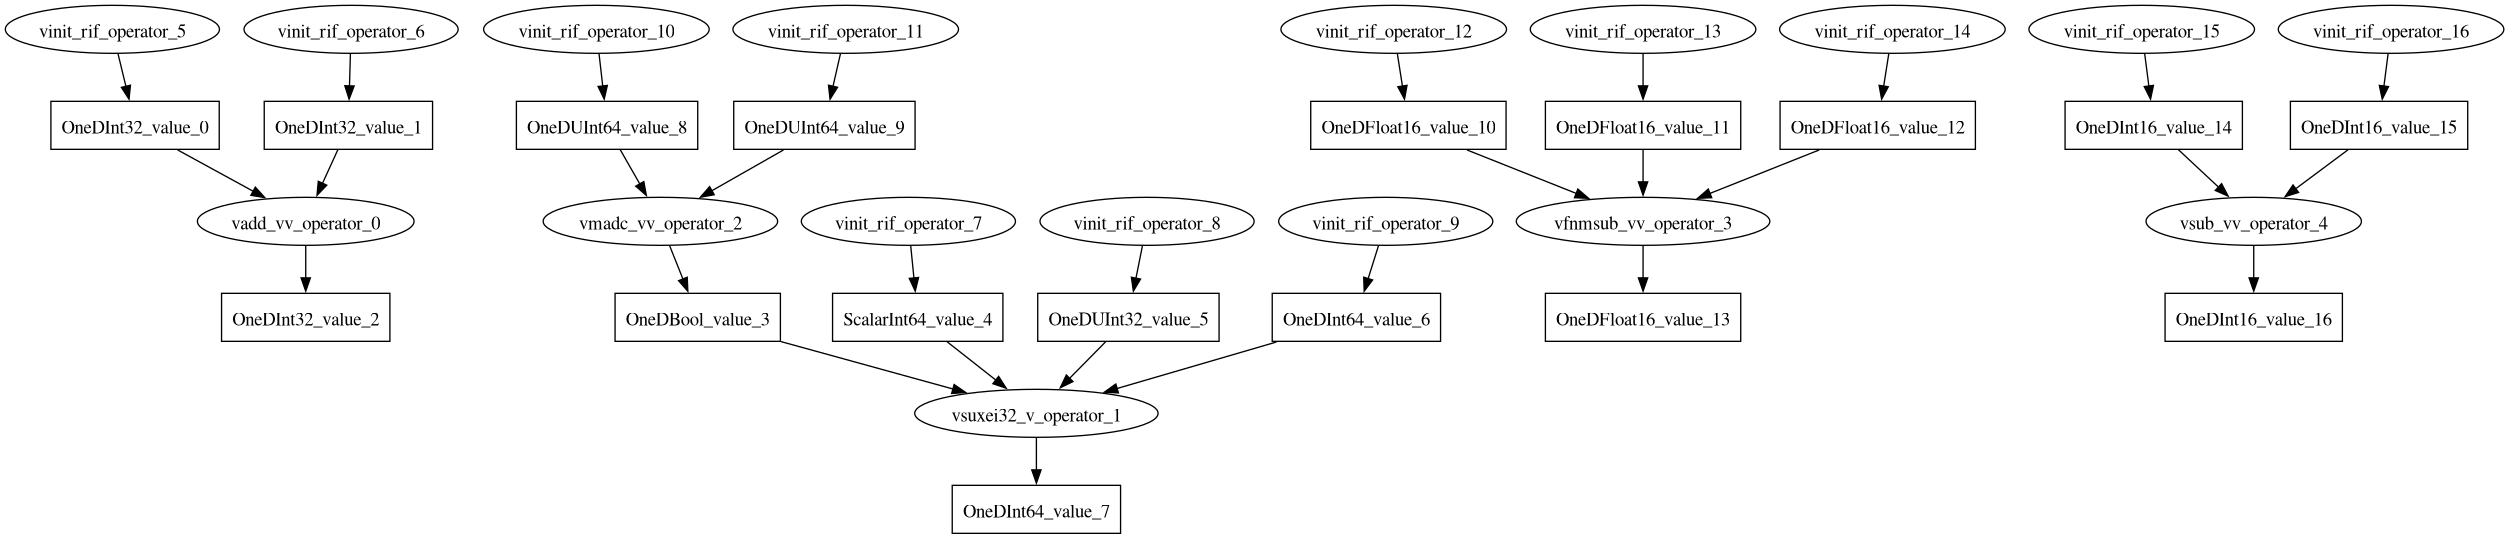 vinit_rif_operator_5
vinit_rif_operator_6
vinit_rif_operator_10
vinit_rif_operator_11
vinit_rif_operator_12
vinit_rif_operator_13
vinit_rif_operator_14
vinit_rif_operator_15
vinit_rif_operator_16
OneDInt32_value_0
OneDInt32_value_1
OneDUInt64_value_8
OneDUInt64_value_9
OneDFloat16_value_10
OneDFloat16_value_11
OneDFloat16_value_12
OneDInt16_value_14
OneDInt16_value_15
vadd_vv_operator_0
vmadc_vv_operator_2
vinit_rif_operator_7
vinit_rif_operator_8
vinit_rif_operator_9
vfnmsub_vv_operator_3
vsub_vv_operator_4
OneDInt32_value_2
OneDBool_value_3
ScalarInt64_value_4
OneDUInt32_value_5
OneDInt64_value_6
OneDFloat16_value_13
OneDInt16_value_16
vsuxei32_v_operator_1
OneDInt64_value_7